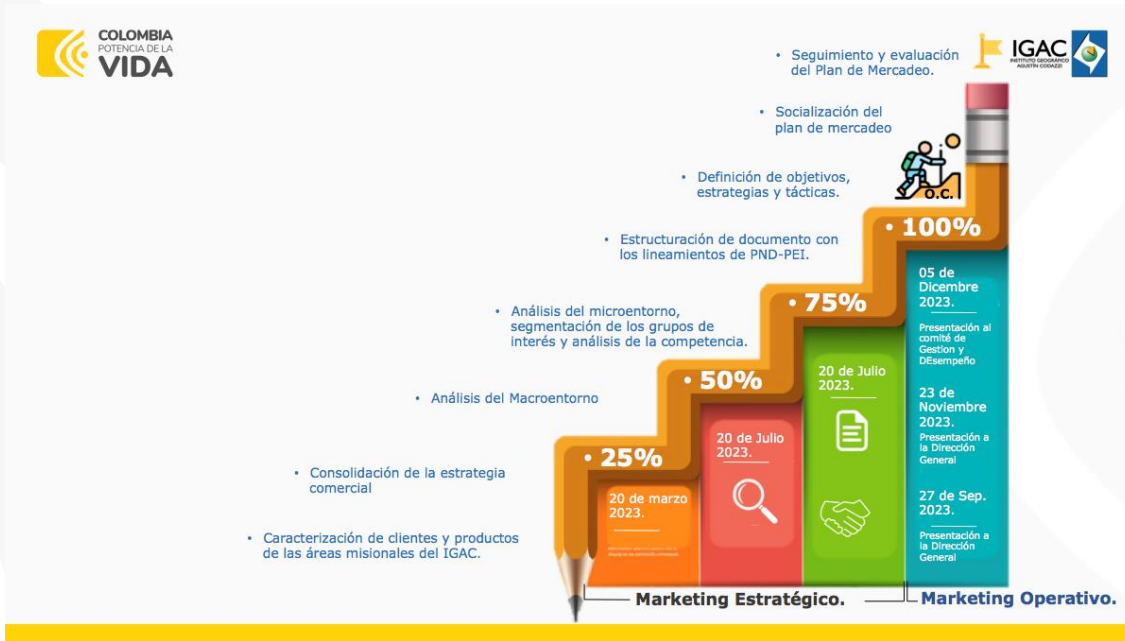 COLOMBIA
POTENCIA DE LA
VIDA
IGAC
INSTITUTO GEOGRÁFICO
AGUSTÍN CODAZZI
• Seguimiento y evaluación
del Plan de Mercadeo.
• Socialización del
plan de mercadeo
• Definición de objetivos,
estrategias y tácticas.
• Estructuración de documento con
los lineamientos de PND-PEI.
• Análisis del microentorno,
segmentación de los grupos de
interés y análisis de la competencia.
• Análisis del Macroentorno
• Consolidación de la estrategia
comercial
• Caracterización de clientes y productos
de las áreas misionales del IGAC.
O.C.
• 100%
• 75%
• 50%
• 25%
20 de marzo
2023.
20 de Julio
2023.
20 de Julio
2023.
05 de
Dicembre
2023.
Presentación al
comité de
Gestion y
DEsempeño
23 de
Noviembre
2023.
Presentación a
la Dirección
General
27 de Sep.
2023.
Presentación a
la Dirección
General
Marketing Estratégico.
Marketing Operativo.